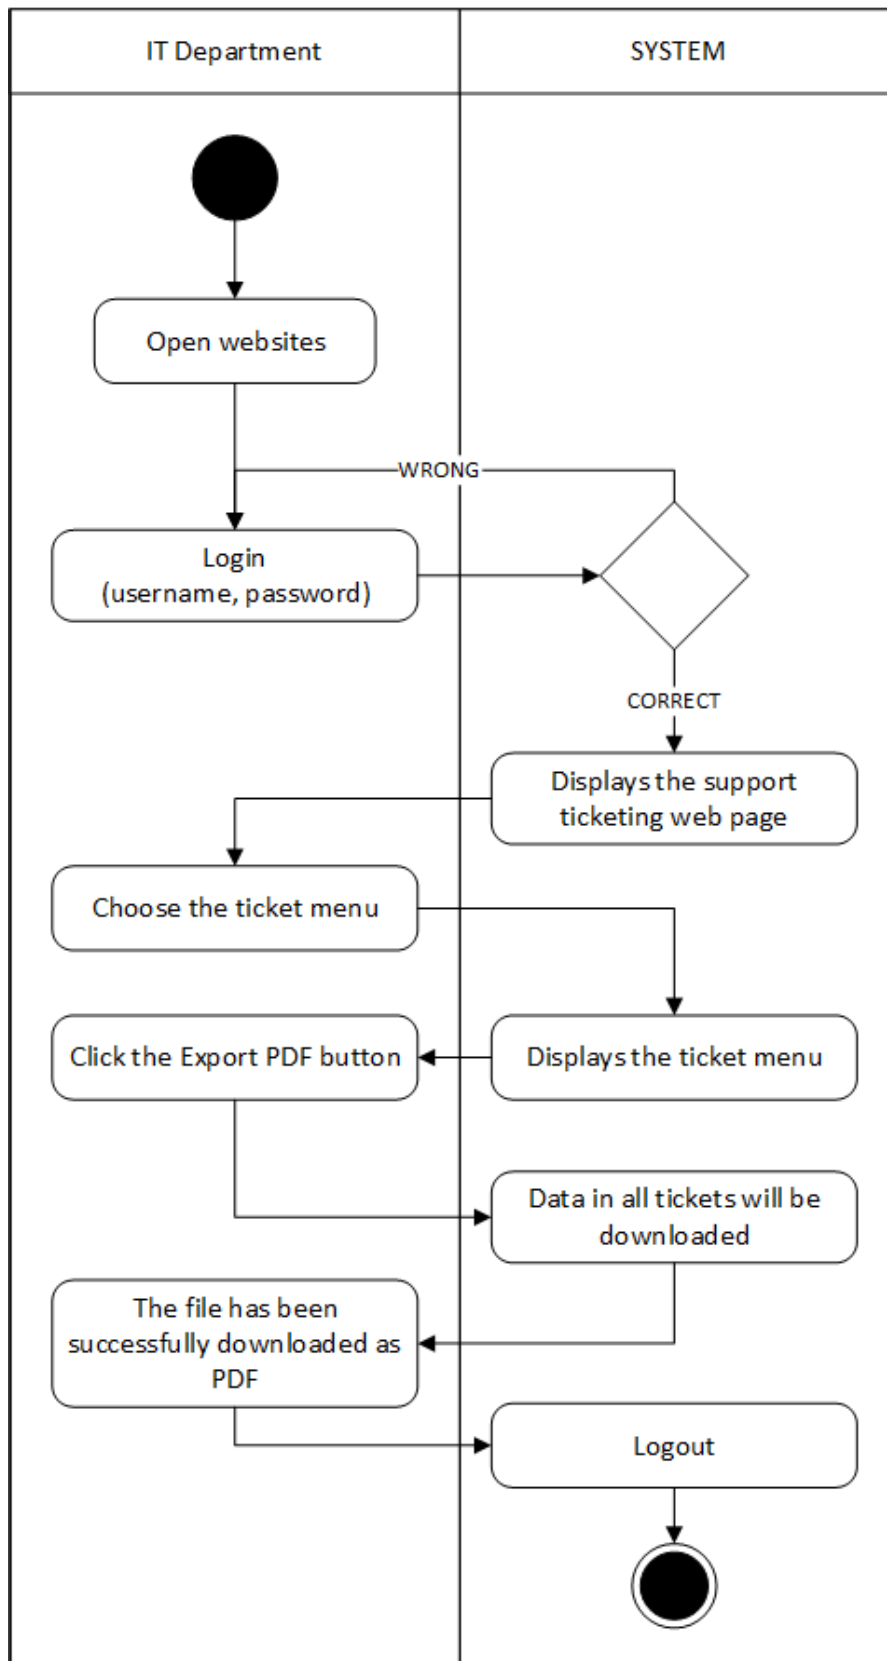 IT Department
SYSTEM
Open websites
WRONG
Login
(username, password)
CORRECT
Displays the support
ticketing web page
Choose the ticket menu
Click the Export PDF button
Displays the ticket menu
Data in all tickets will be
downloaded
The file has been
successfully downloaded as
PDF
Logout